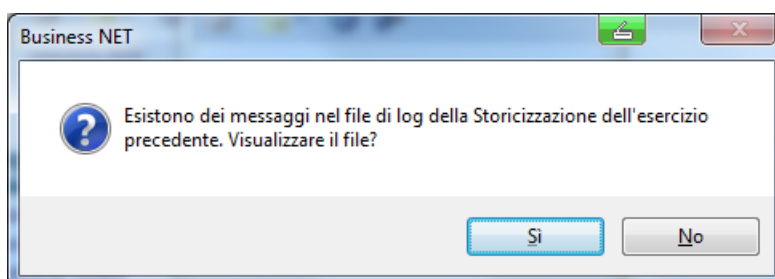 Business NET
Esistono dei messaggi nel file di log della Storicizzazione dell'esercizio
precedente. Visualizzare il file?
Sì
No